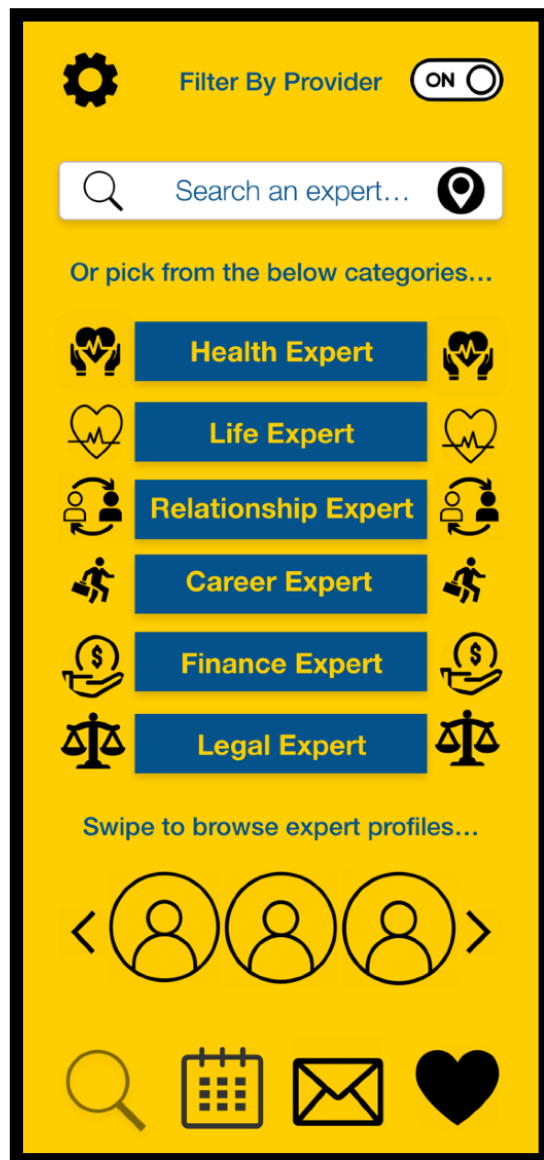 Filter By Provider ON
Search an expert...
Or pick from the below categories...
Health Expert
Life Expert
Relationship Expert
Career Expert
$ Finance Expert $
Legal Expert
Swipe to browse expert profiles...